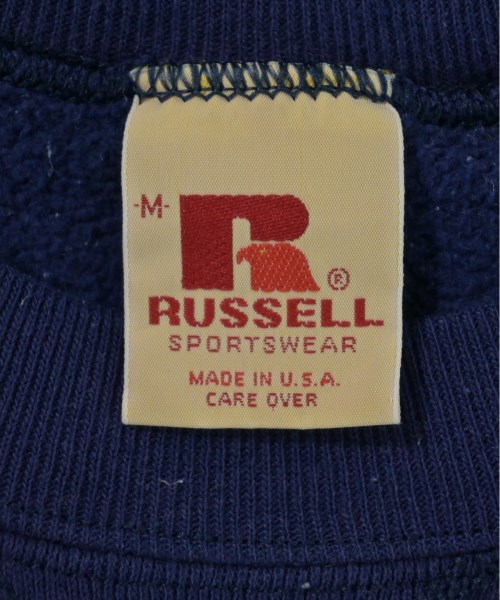 -M-
R
®
RUSSELL
SPORTSWEAR
MADE IN U.S.A.
CARE OVER